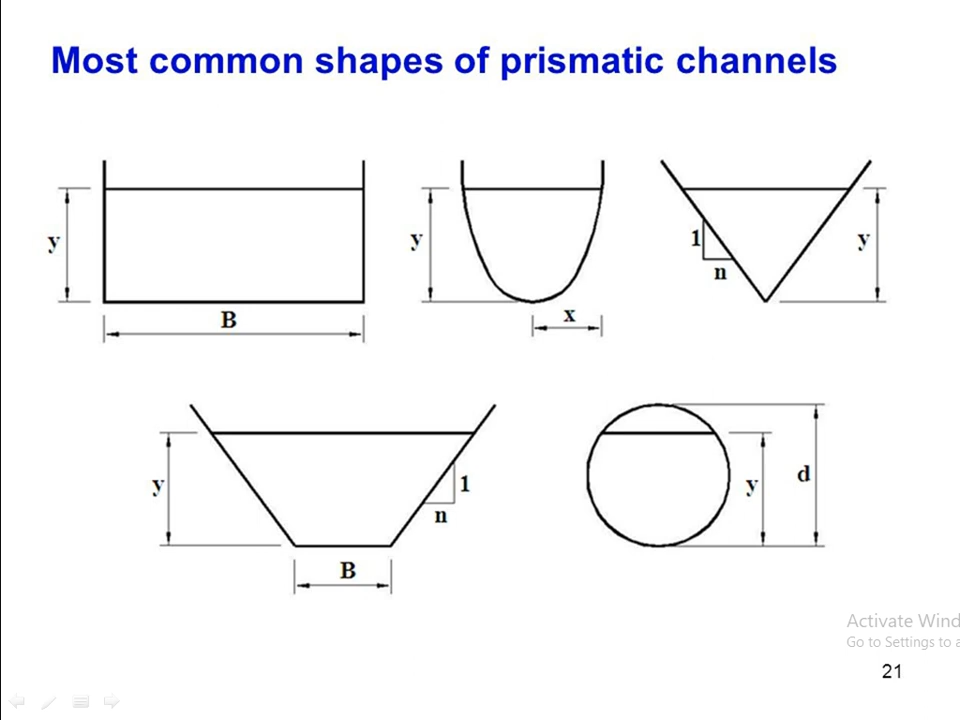 Most common shapes of prismatic channels
y
B
y
x
1
n
y
y
B
1
n
y
d
Activate Wind
Go to Settings to a
21